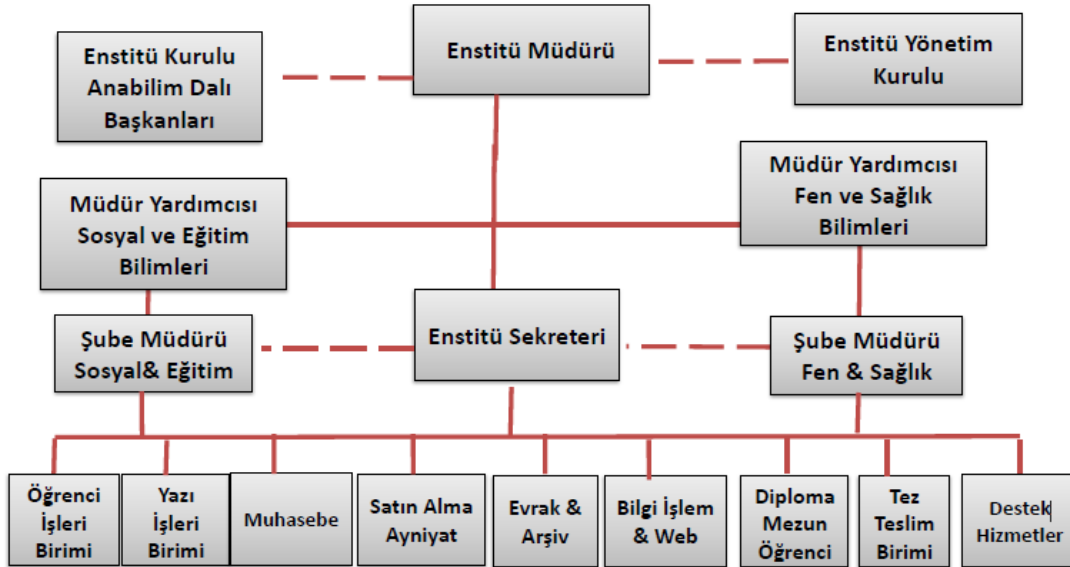 Enstitü Kurulu
Anabilim Dalı
Başkanları
Enstitü Müdürü
Enstitü Yönetim
Kurulu
Müdür Yardımcısı
Sosyal ve Eğitim
Bilimleri
Müdür Yardımcısı
Fen ve Sağlık
Bilimleri
Şube Müdürü
Sosyal& Eğitim
Enstitü Sekreteri
Şube Müdürü
Fen & Sağlık
Öğrenci
İşleri
Birimi
Yazı
İşleri
Birimi
Muhasebe
Satın Alma
Ayniyat
Evrak &
Arşiv
Bilgi İşlem
& Web
Diploma
Mezun
Öğrenci
Tez
Teslim
Birimi
Destek
Hizmetler